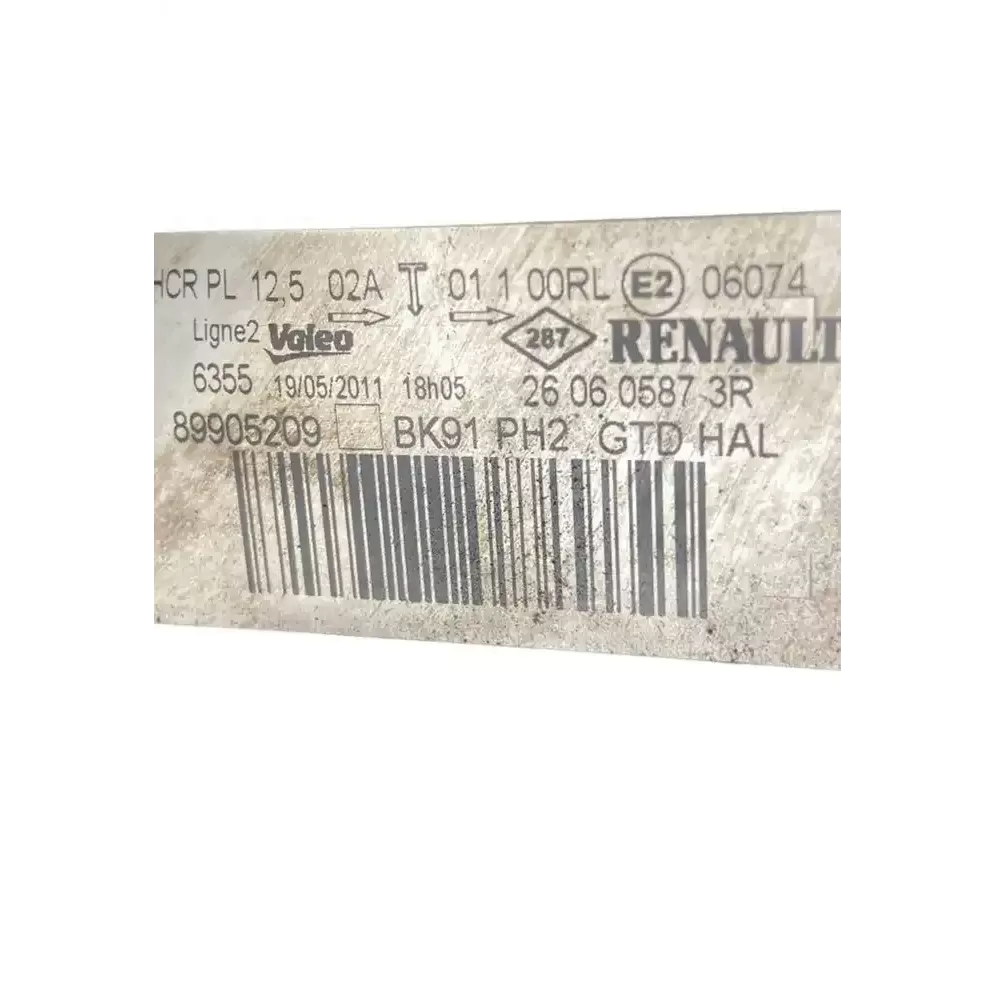 HCR PL 12,5 02A 01 1 00RL E2 06074
Ligne2 Valeo 287 RENAULT
6355 19/05/2011 18h05 26 06 0587 3R
89905209 BK91 PH2 GTD HAL